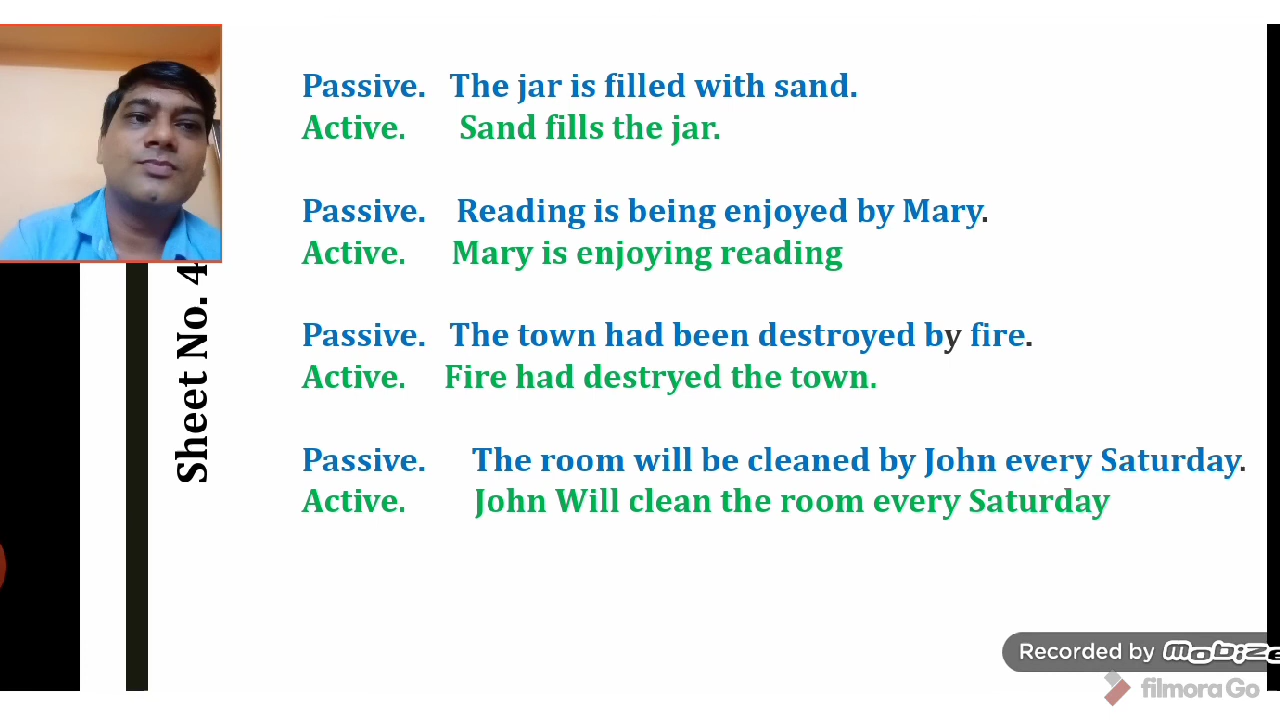 Passive. The jar is filled with sand.
Active. Sand fills the jar.
Passive. Reading is being enjoyed by Mary.
Active. Mary is enjoying reading
Passive. The town had been destroyed by fire.
Active. Fire had destryed the town.
Passive. The room will be cleaned by John every Saturday.
Active. John Will clean the room every Saturday
Sheet No. 4
Recorded by
filmoraGo